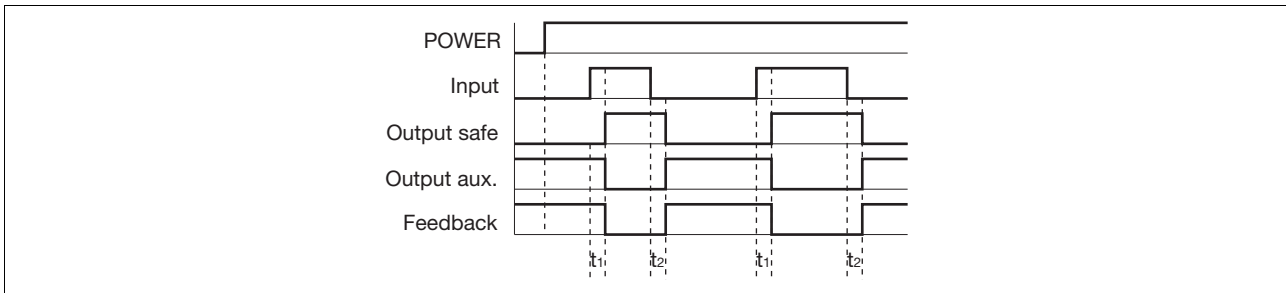 POWER
Input
Output safe
Output aux.
Feedback
t1 t2 t1 t2